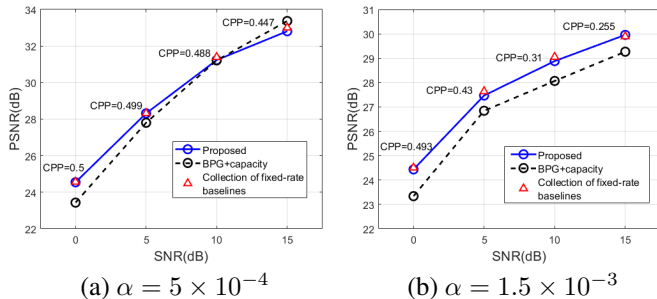 34
32
30
28
26
24
22
PSNR(dB)
0
5
10
15
SNR(dB)
CPP=0.5
CPP=0.499
CPP=0.488
CPP=0.447
Proposed
BPG+capacity
Collection of fixed-rate
baselines
(a) α = 5 × 10⁻⁴
31
30
29
28
27
26
25
24
23
22
PSNR(dB)
0
5
10
15
SNR(dB)
CPP=0.493
CPP=0.43
CPP=0.31
CPP=0.255
Proposed
BPG+capacity
Collection of fixed-rate
baselines
(b) α = 1.5 × 10⁻³